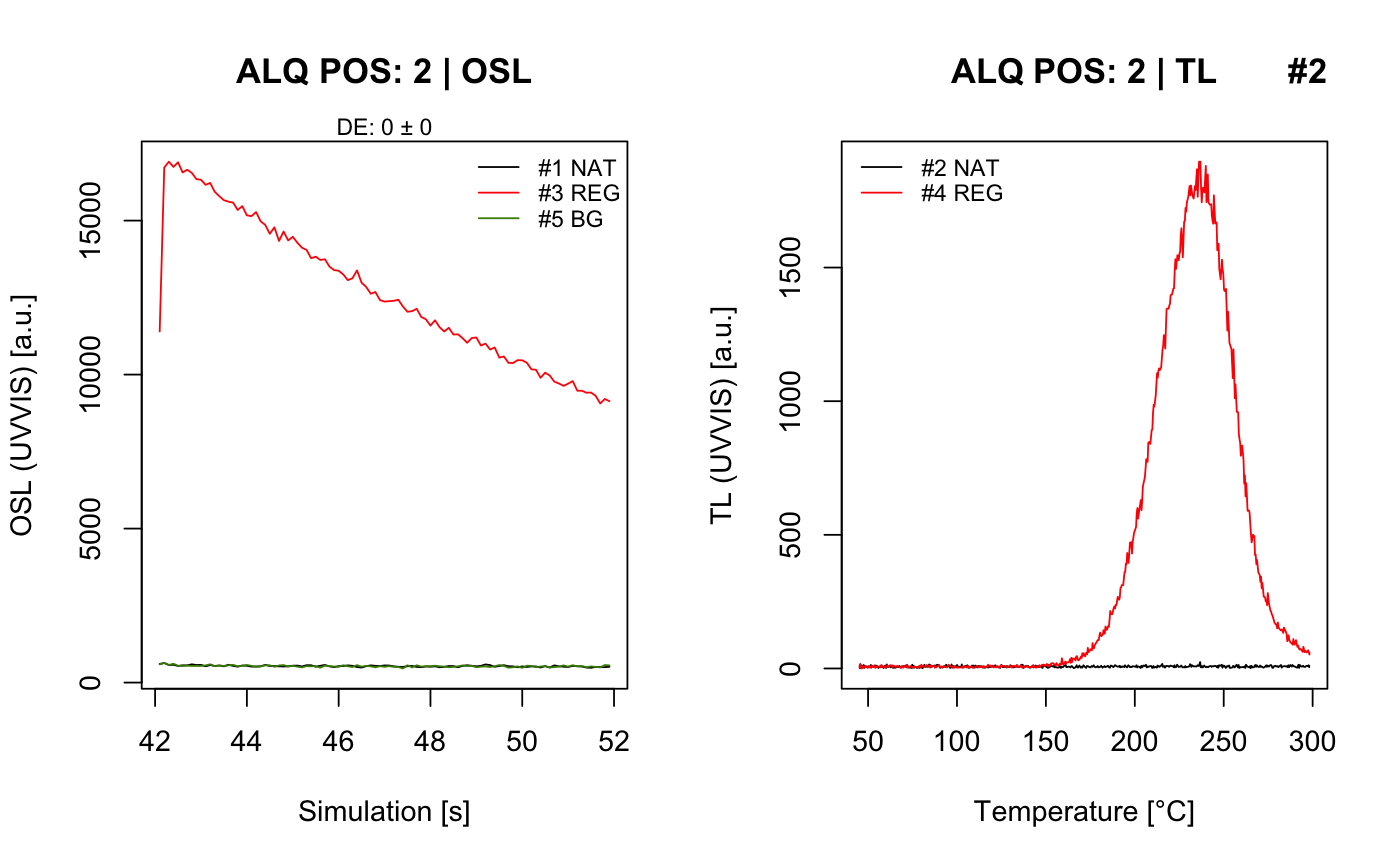 ALQ POS: 2 | OSL
DE: 0 ± 0
#1 NAT
#3 REG
#5 BG
OSL (UVVIS) [a.u.]
15000
10000
5000
0
42 44 46 48 50 52
Simulation [s]
ALQ POS: 2 | TL
#2
#2 NAT
#4 REG
TL (UVVIS) [a.u.]
1500
1000
500
0
50 100 150 200 250 300
Temperature [°C]